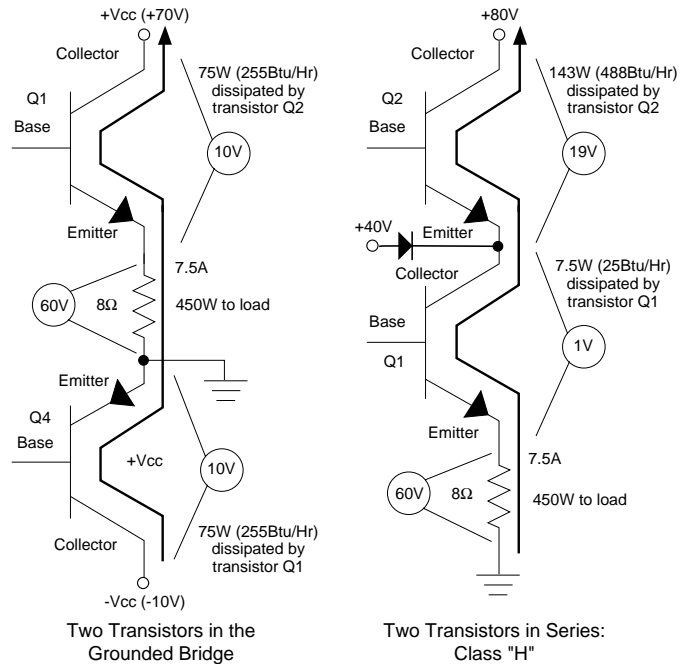 +Vcc (+70V)
Collector
75W (255Btu/Hr)
dissipated by
transistor Q2
Q1
Base
10V
Emitter
7.5A
60V
8Ω
450W to load
Emitter
Q4
Base
+Vcc
10V
75W (255Btu/Hr)
dissipated by
transistor Q1
Collector
-Vcc (-10V)
Two Transistors in the
Grounded Bridge
+80V
Collector
143W (488Btu/Hr)
dissipated by
transistor Q2
Q2
Base
19V
Emitter
+40V
Collector
7.5W (25Btu/Hr)
dissipated by
transistor Q1
Base
Q1
1V
Emitter
7.5A
60V
8Ω
450W to load
Two Transistors in Series:
Class "H"